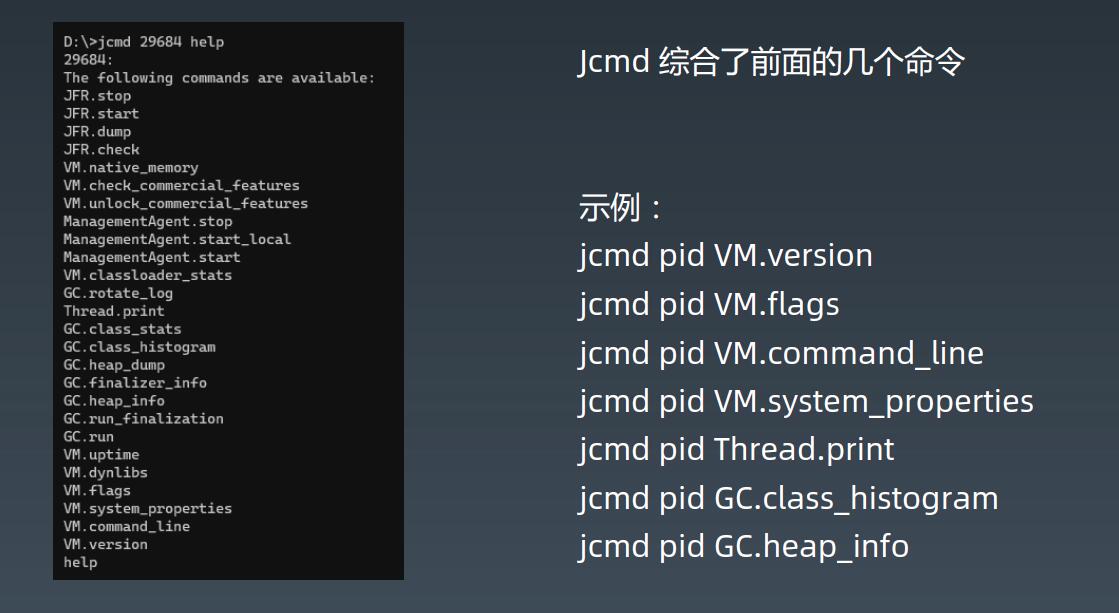 D:\>jcmd 29684 help
29684:
The following commands are available:
JFR.stop
JFR.start
JFR.dump
JFR.check
VM.native_memory
VM.check_commercial_features
VM.unlock_commercial_features
ManagementAgent.stop
ManagementAgent.start_local
ManagementAgent.start
VM.classloader_stats
GC.rotate_log
Thread.print
GC.class_stats
GC.class_histogram
GC.heap_dump
GC.finalizer_info
GC.heap_info
GC.run_finalization
GC.run
VM.uptime
VM.dynlibs
VM.flags
VM.system_properties
VM.command_line
VM.version
help
Jcmd 综合了前面的几个命令
示例：
jcmd pid VM.version
jcmd pid VM.flags
jcmd pid VM.command_line
jcmd pid VM.system_properties
jcmd pid Thread.print
jcmd pid GC.class_histogram
jcmd pid GC.heap_info